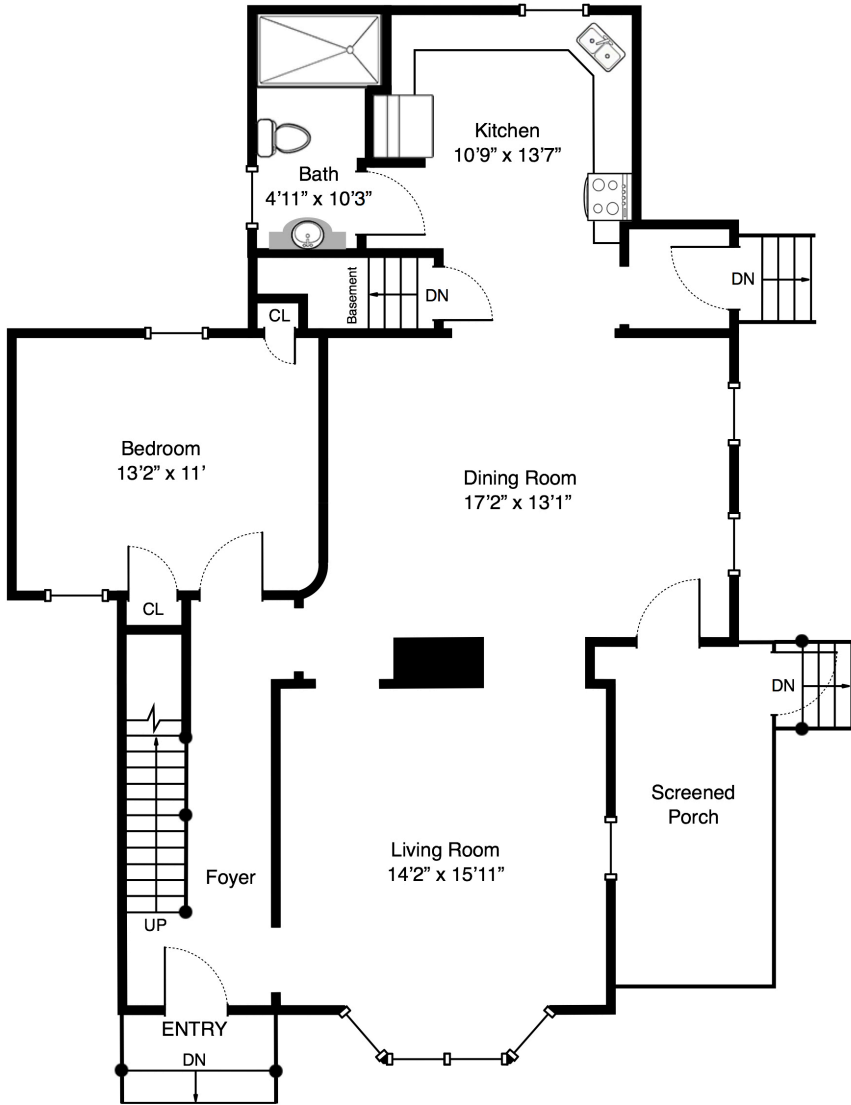 Kitchen
10’9” x 13’7”
Bath
4’11” x 10’3”
Basement
DN
DN
CL
Bedroom
13’2” x 11’
Dining Room
17’2” x 13’1”
CL
DN
Screened
Porch
Living Room
14’2” x 15’11”
Foyer
UP
ENTRY
DN